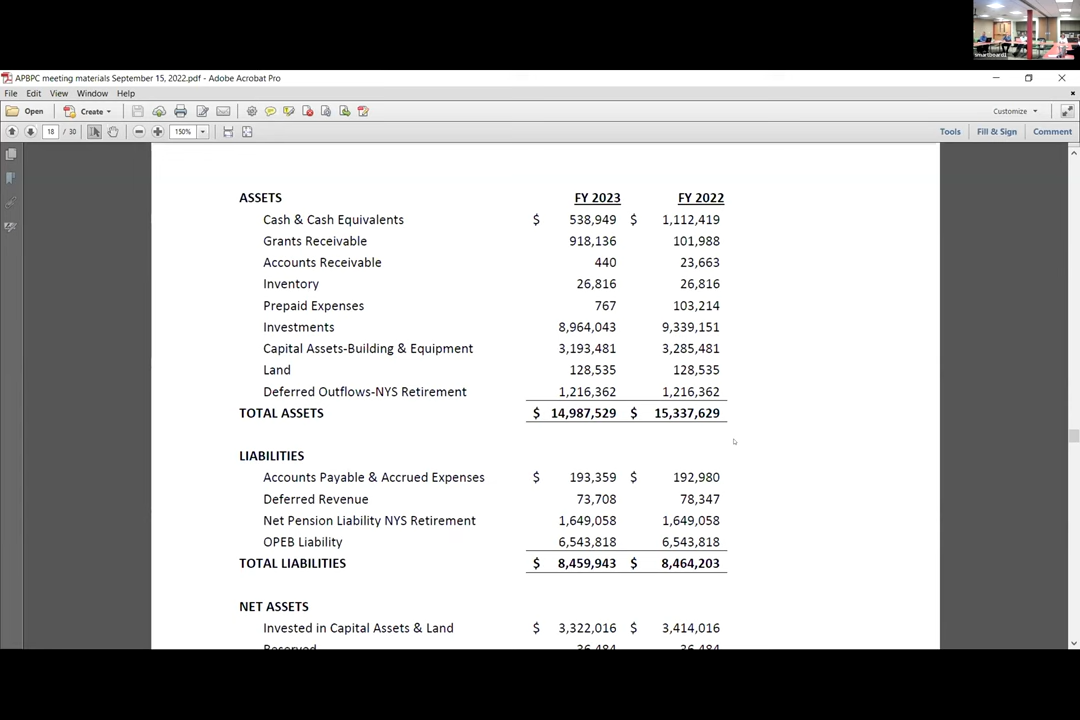 smartboard1
APBPC meeting materials September 15, 2022.pdf - Adobe Acrobat Pro
File Edit View Window Help
Open Create Customize
18 / 30 150% Tools Fill & Sign Comment
ASSETS FY 2023 FY 2022
Cash & Cash Equivalents $ 538,949 $ 1,112,419
Grants Receivable 918,136 101,988
Accounts Receivable 440 23,663
Inventory 26,816 26,816
Prepaid Expenses 767 103,214
Investments 8,964,043 9,339,151
Capital Assets-Building & Equipment 3,193,481 3,285,481
Land 128,535 128,535
Deferred Outflows-NYS Retirement 1,216,362 1,216,362
TOTAL ASSETS $ 14,987,529 $ 15,337,629
LIABILITIES
Accounts Payable & Accrued Expenses $ 193,359 $ 192,980
Deferred Revenue 73,708 78,347
Net Pension Liability NYS Retirement 1,649,058 1,649,058
OPEB Liability 6,543,818 6,543,818
TOTAL LIABILITIES $ 8,459,943 $ 8,464,203
NET ASSETS
Invested in Capital Assets & Land $ 3,322,016 $ 3,414,016
Reserved 36,484 36,484